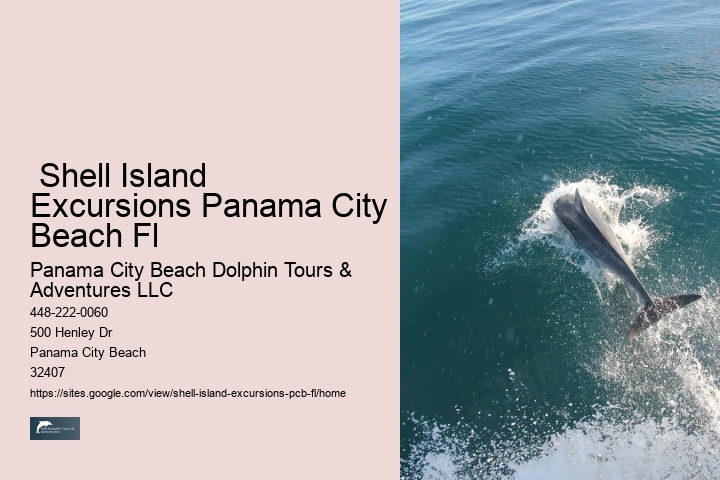 Shell Island
Excursions Panama City
Beach Fl
Panama City Beach Dolphin Tours &
Adventures LLC
448-222-0060
500 Henley Dr
Panama City Beach
32407
https://sites.google.com/view/shell-island-excursions-pcb-fl/home